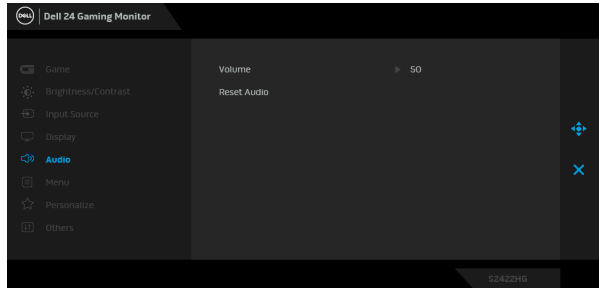 DELL
Dell 24 Gaming Monitor
Game
Volume 50
Brightness/Contrast
Reset Audio
Input Source
Display
Audio
Menu
Personalize
Others
S2422HG